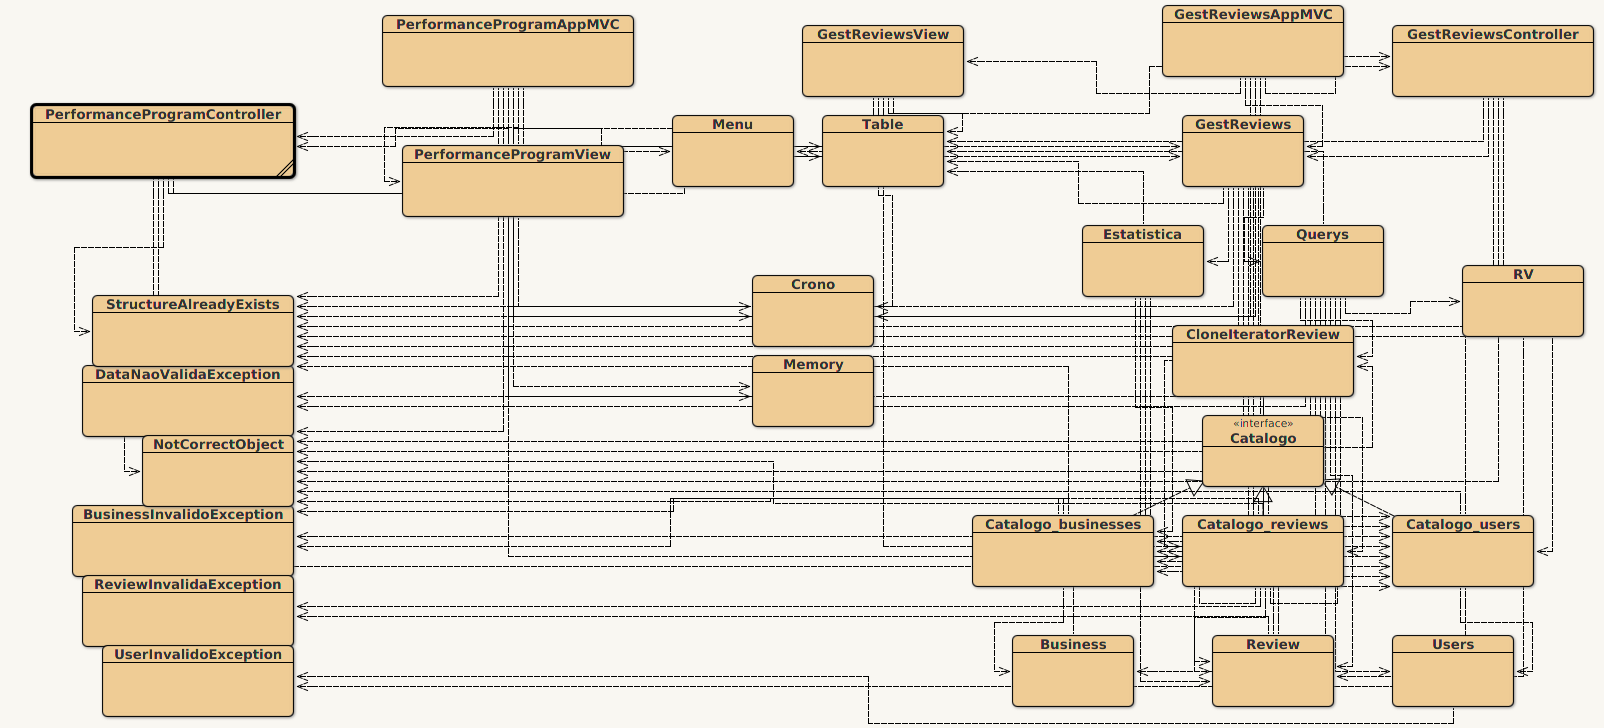 GestReviewsAppMVC
PerformanceProgramAppMVC
GestReviewsView
GestReviewsController
PerformanceProgramController
Menu
Table
GestReviews
PerformanceProgramView
Estatistica
Querys
RV
Crono
StructureAlreadyExists
CloneIteratorReview
Memory
DataNaoValidaException
«interface»
Catalogo
NotCorrectObject
BusinessInvalidoException
Catalogo_businesses
Catalogo_reviews
Catalogo_users
ReviewInvalidaException
Business
Review
Users
UserInvalidoException